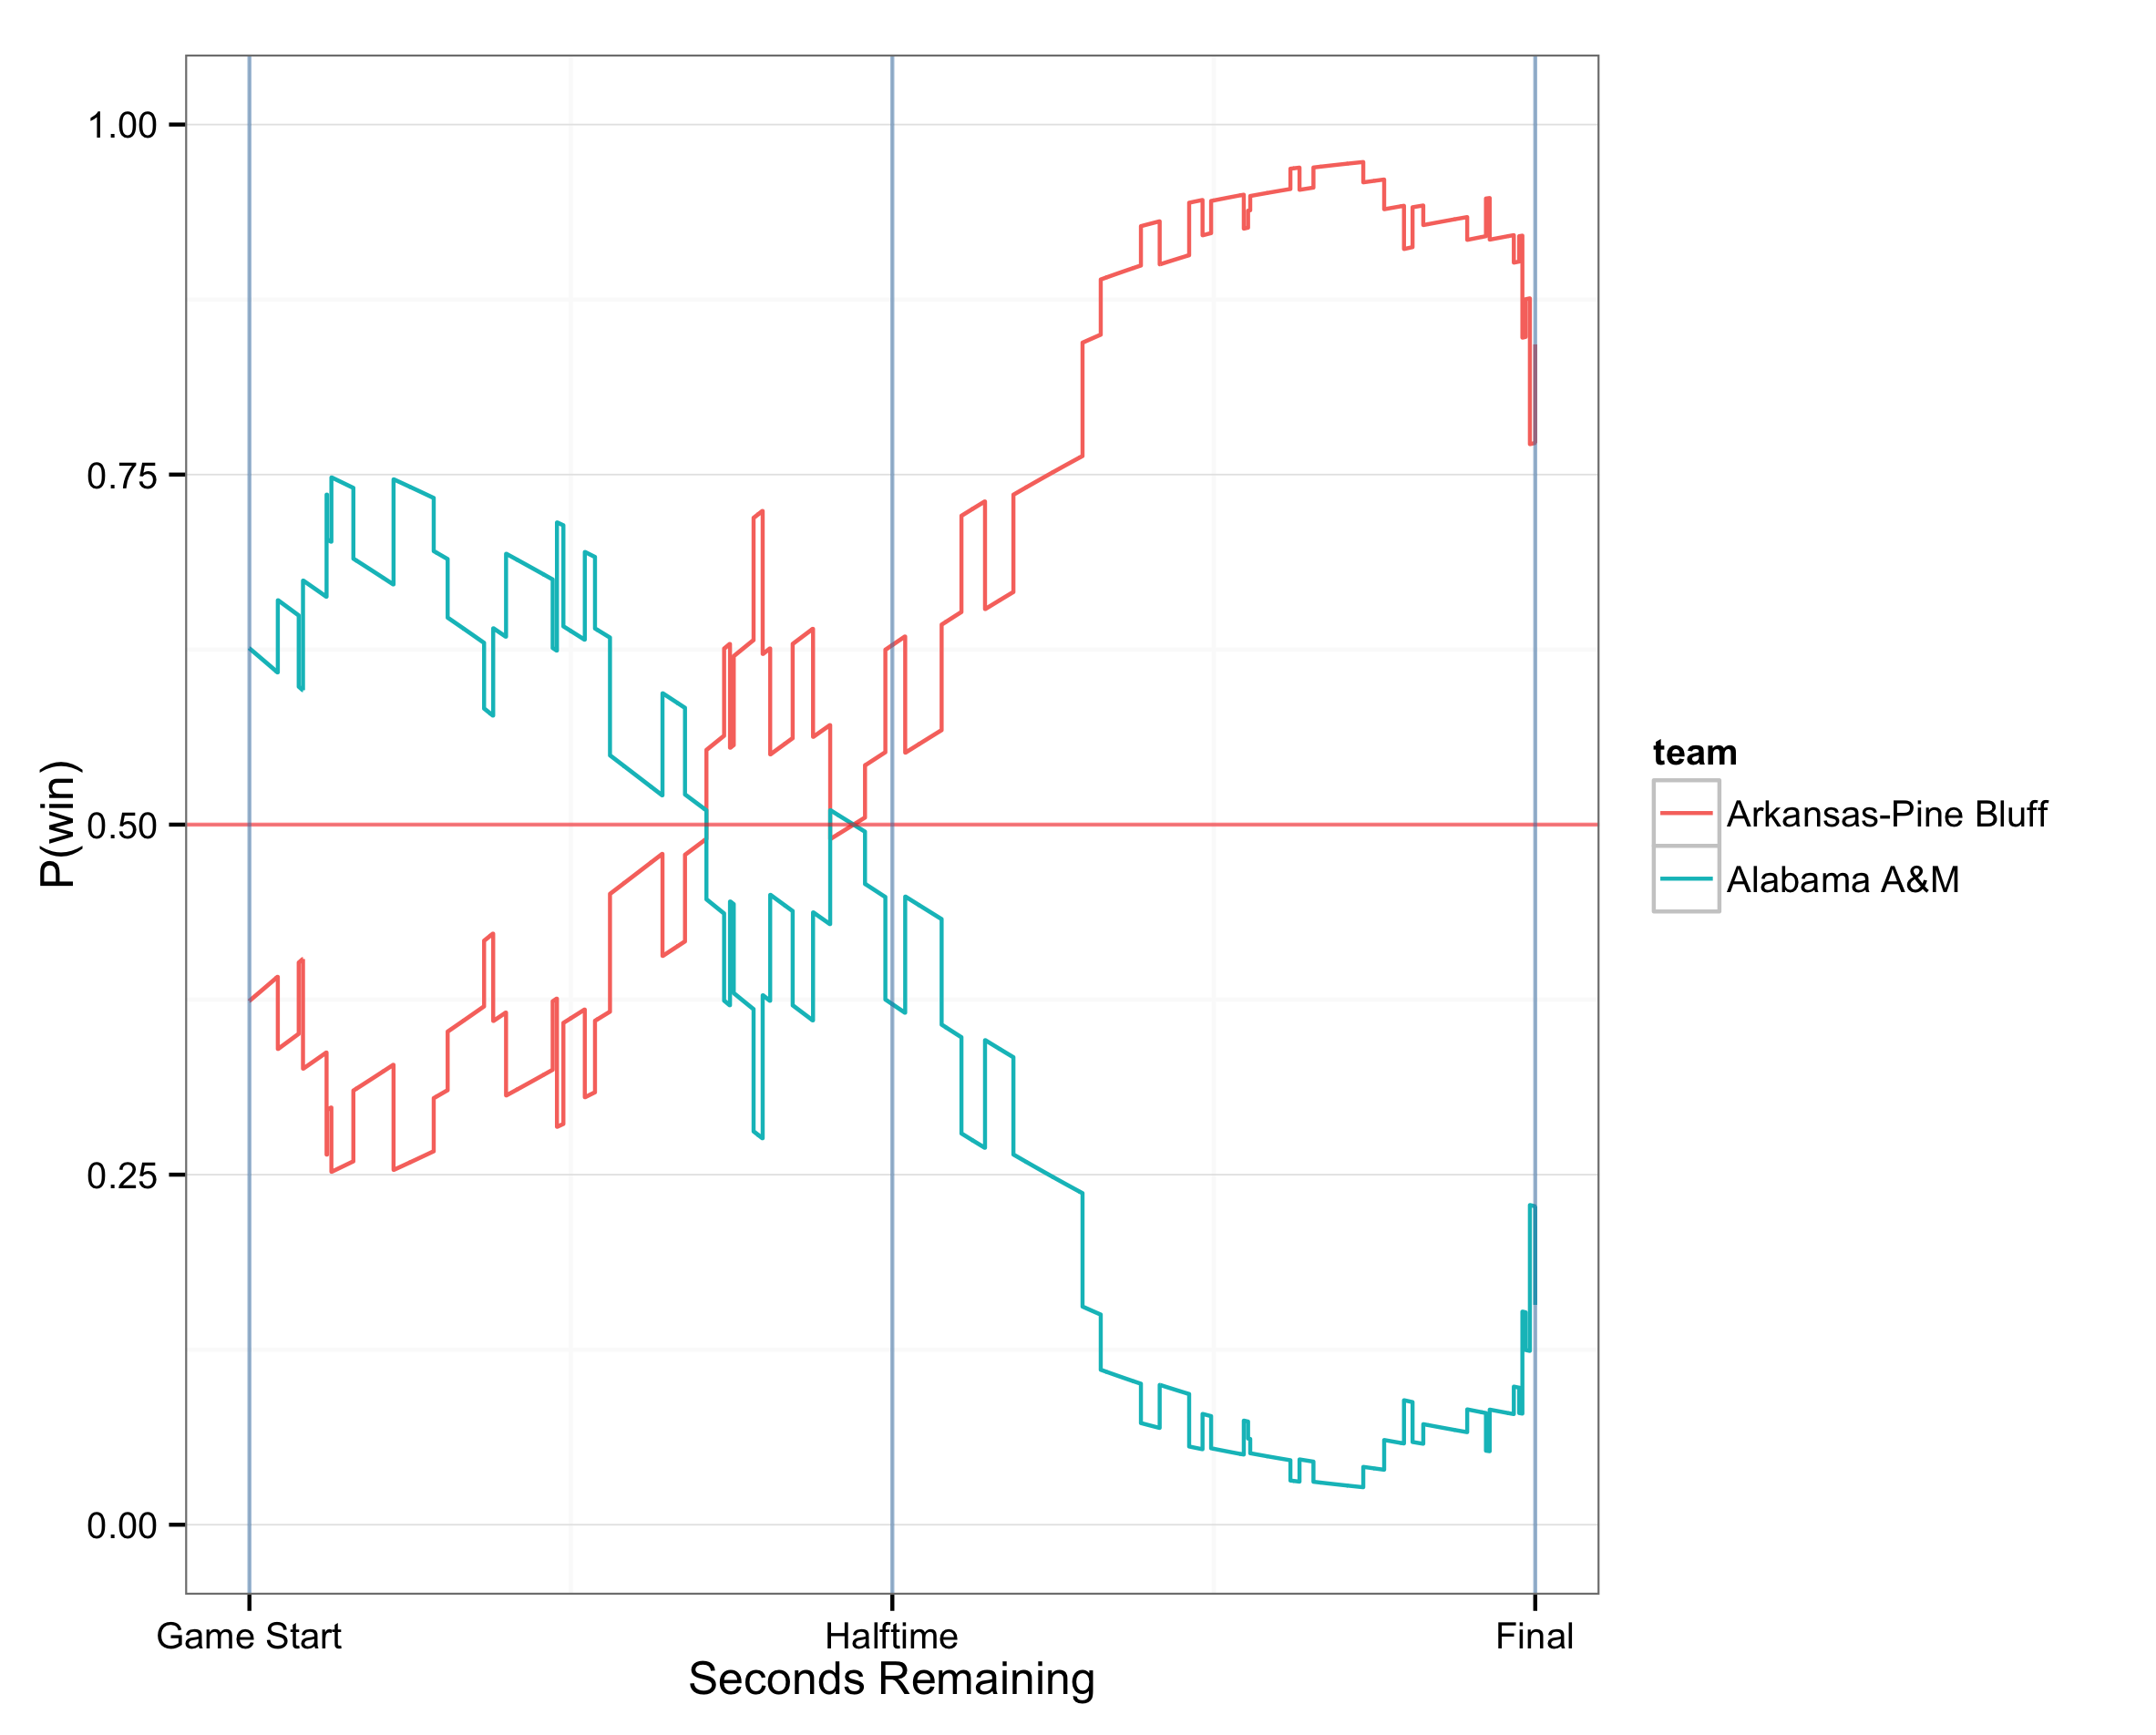 P(win)
1.00
0.75
0.50
0.25
0.00
Game Start
Halftime
Final
Seconds Remaining
team
Arkansas-Pine Bluff
Alabama A&M